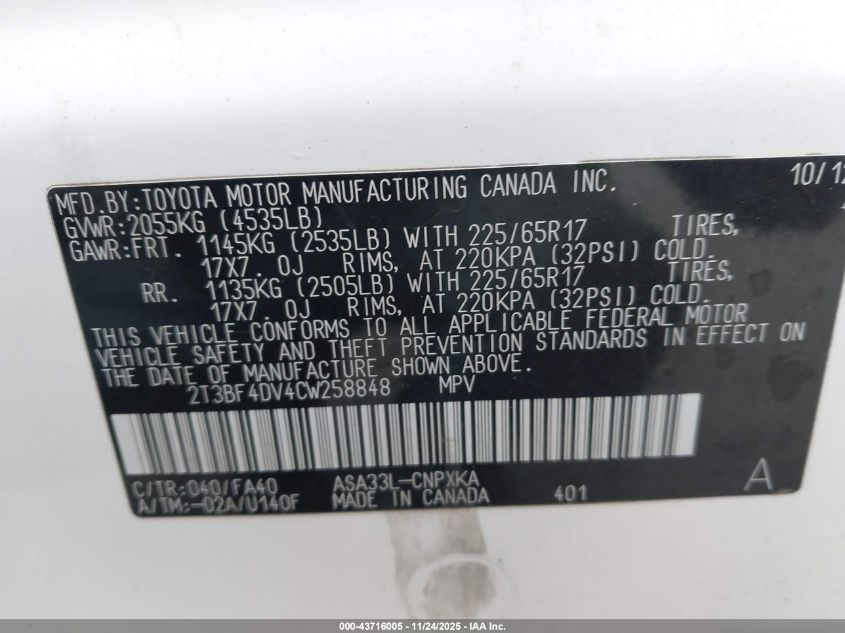 MFD.BY:TOYOTA MOTOR MANUFACTURING CANADA INC. 10/12
GVWR:2055KG (4535LB)
GAWR:FRT. 1145KG (2535LB) WITH 225/65R17 TIRES,
17X7.0J RIMS, AT 220KPA (32PSI) COLD.
RR. 1135KG (2505LB) WITH 225/65R17 TIRES,
17X7.0J RIMS, AT 220KPA (32PSI) COLD.
THIS VEHICLE CONFORMS TO ALL APPLICABLE FEDERAL MOTOR
VEHICLE SAFETY AND THEFT PREVENTION STANDARDS IN EFFECT ON
THE DATE OF MANUFACTURE SHOWN ABOVE.
2T3BF4DV4CW258848 MPV
C/TR:040/FA40 ASA33L-CNPXKA A
A/TM:-02A/U140F MADE IN CANADA 401
000-43716005 - 11/24/2025 - IAA Inc.